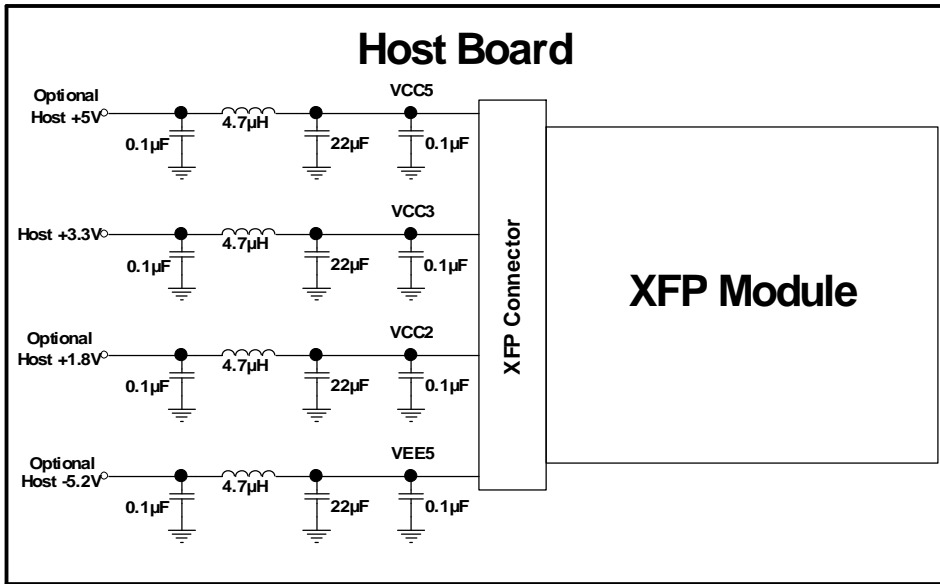 Host Board
Optional
Host +5V
VCC5
4.7µH
0.1µF
22µF
0.1µF
Host +3.3V
VCC3
4.7µH
0.1µF
22µF
0.1µF
Optional
Host +1.8V
VCC2
4.7µH
0.1µF
22µF
0.1µF
Optional
Host -5.2V
VEE5
4.7µH
0.1µF
22µF
0.1µF
XFP Connector
XFP Module